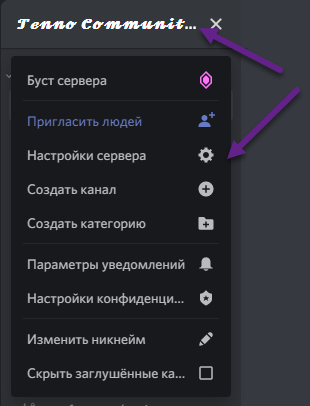 Tenno Communit...
Буст сервера
Пригласить людей
Настройки сервера
Создать канал
Создать категорию
Параметры уведомлений
Настройки конфиденци...
Изменить никнейм
Скрыть заглушённые ка...